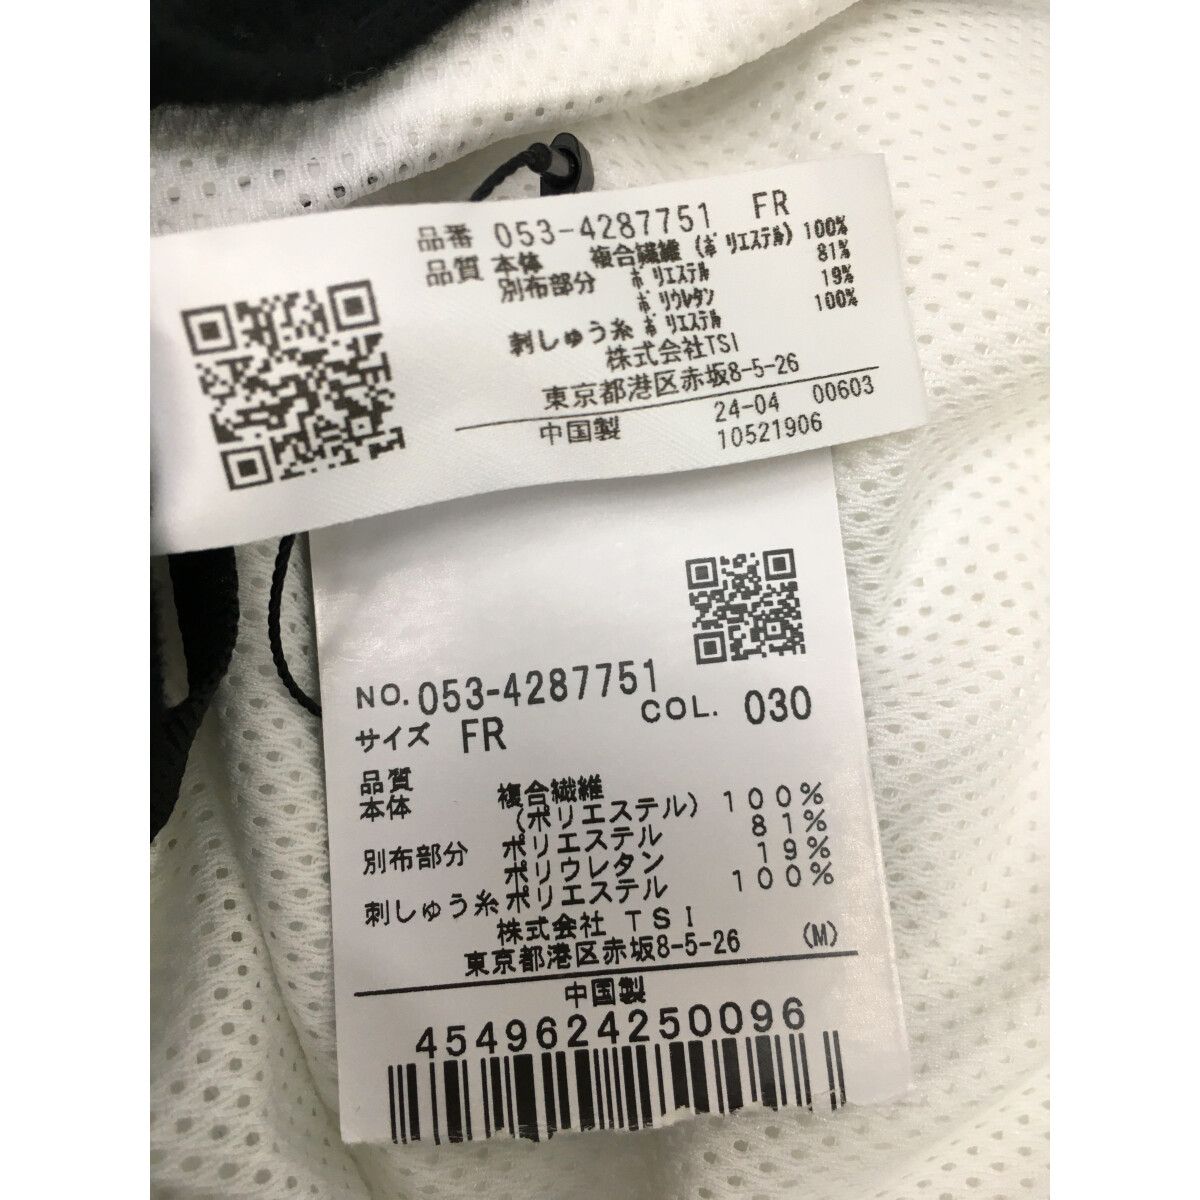 品番 053-4287751 FR
品質 本体 複合繊維 (ポリエステル) 100%
別布部分 ポリエステル 81%
ポリウレタン 19%
刺しゅう糸 ポリエステル 100%
株式会社TSI
東京都港区赤坂8-5-26
中国製 24-04 00603
10521906
NO. 053-4287751
サイズ FR COL. 030
品質
本体 複合繊維
(ポリエステル) 100%
別布部分 ポリエステル 81%
ポリウレタン 19%
刺しゅう糸 ポリエステル 100%
株式会社 TSI
東京都港区赤坂8-5-26 (M)
中国製
4549624250096